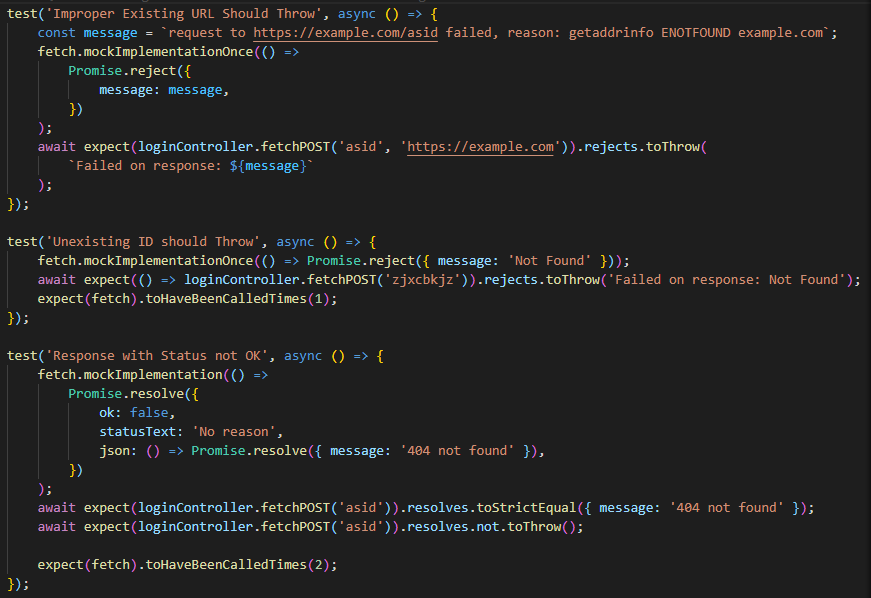 test('Improper Existing URL Should Throw', async () => {
    const message = `request to https://example.com/asid failed, reason: getaddrinfo ENOTFOUND example.com`;
    fetch.mockImplementationOnce(() =>
        Promise.reject({
            message: message,
        })
    );
    await expect(loginController.fetchPOST('asid', 'https://example.com')).rejects.toThrow(
        `Failed on response: ${message}`
    );
});

test('Unexisting ID should Throw', async () => {
    fetch.mockImplementationOnce(() => Promise.reject({ message: 'Not Found' }));
    await expect(() => loginController.fetchPOST('zjxcbkjz')).rejects.toThrow('Failed on response: Not Found');
    expect(fetch).toHaveBeenCalledTimes(1);
});

test('Response with Status not OK', async () => {
    fetch.mockImplementation(() =>
        Promise.resolve({
            ok: false,
            statusText: 'No reason',
            json: () => Promise.resolve({ message: '404 not found' }),
        })
    );
    await expect(loginController.fetchPOST('asid')).resolves.toStrictEqual({ message: '404 not found' });
    await expect(loginController.fetchPOST('asid')).resolves.not.toThrow();

    expect(fetch).toHaveBeenCalledTimes(2);
});